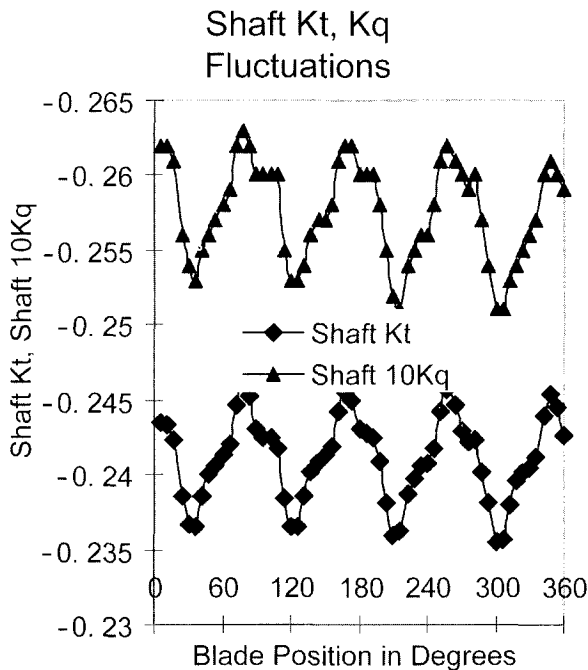 Shaft Kt, Kq
Fluctuations
-0.265
-0.26
-0.255
-0.25
-0.245
-0.24
-0.235
-0.23
Shaft Kt, Shaft 10Kq
Shaft Kt
Shaft 10Kq
0 60 120 180 240 300 360
Blade Position in Degrees